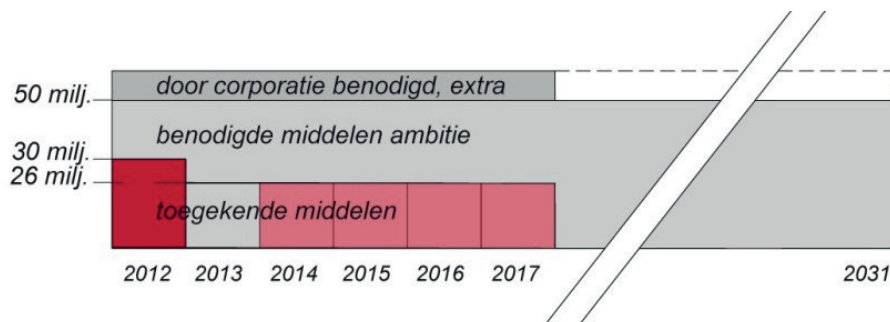 door corporatie benodigd, extra
50 milj.
benodigde middelen ambitie
30 milj.
26 milj.
toegekende middelen
2012 2013 2014 2015 2016 2017 2031